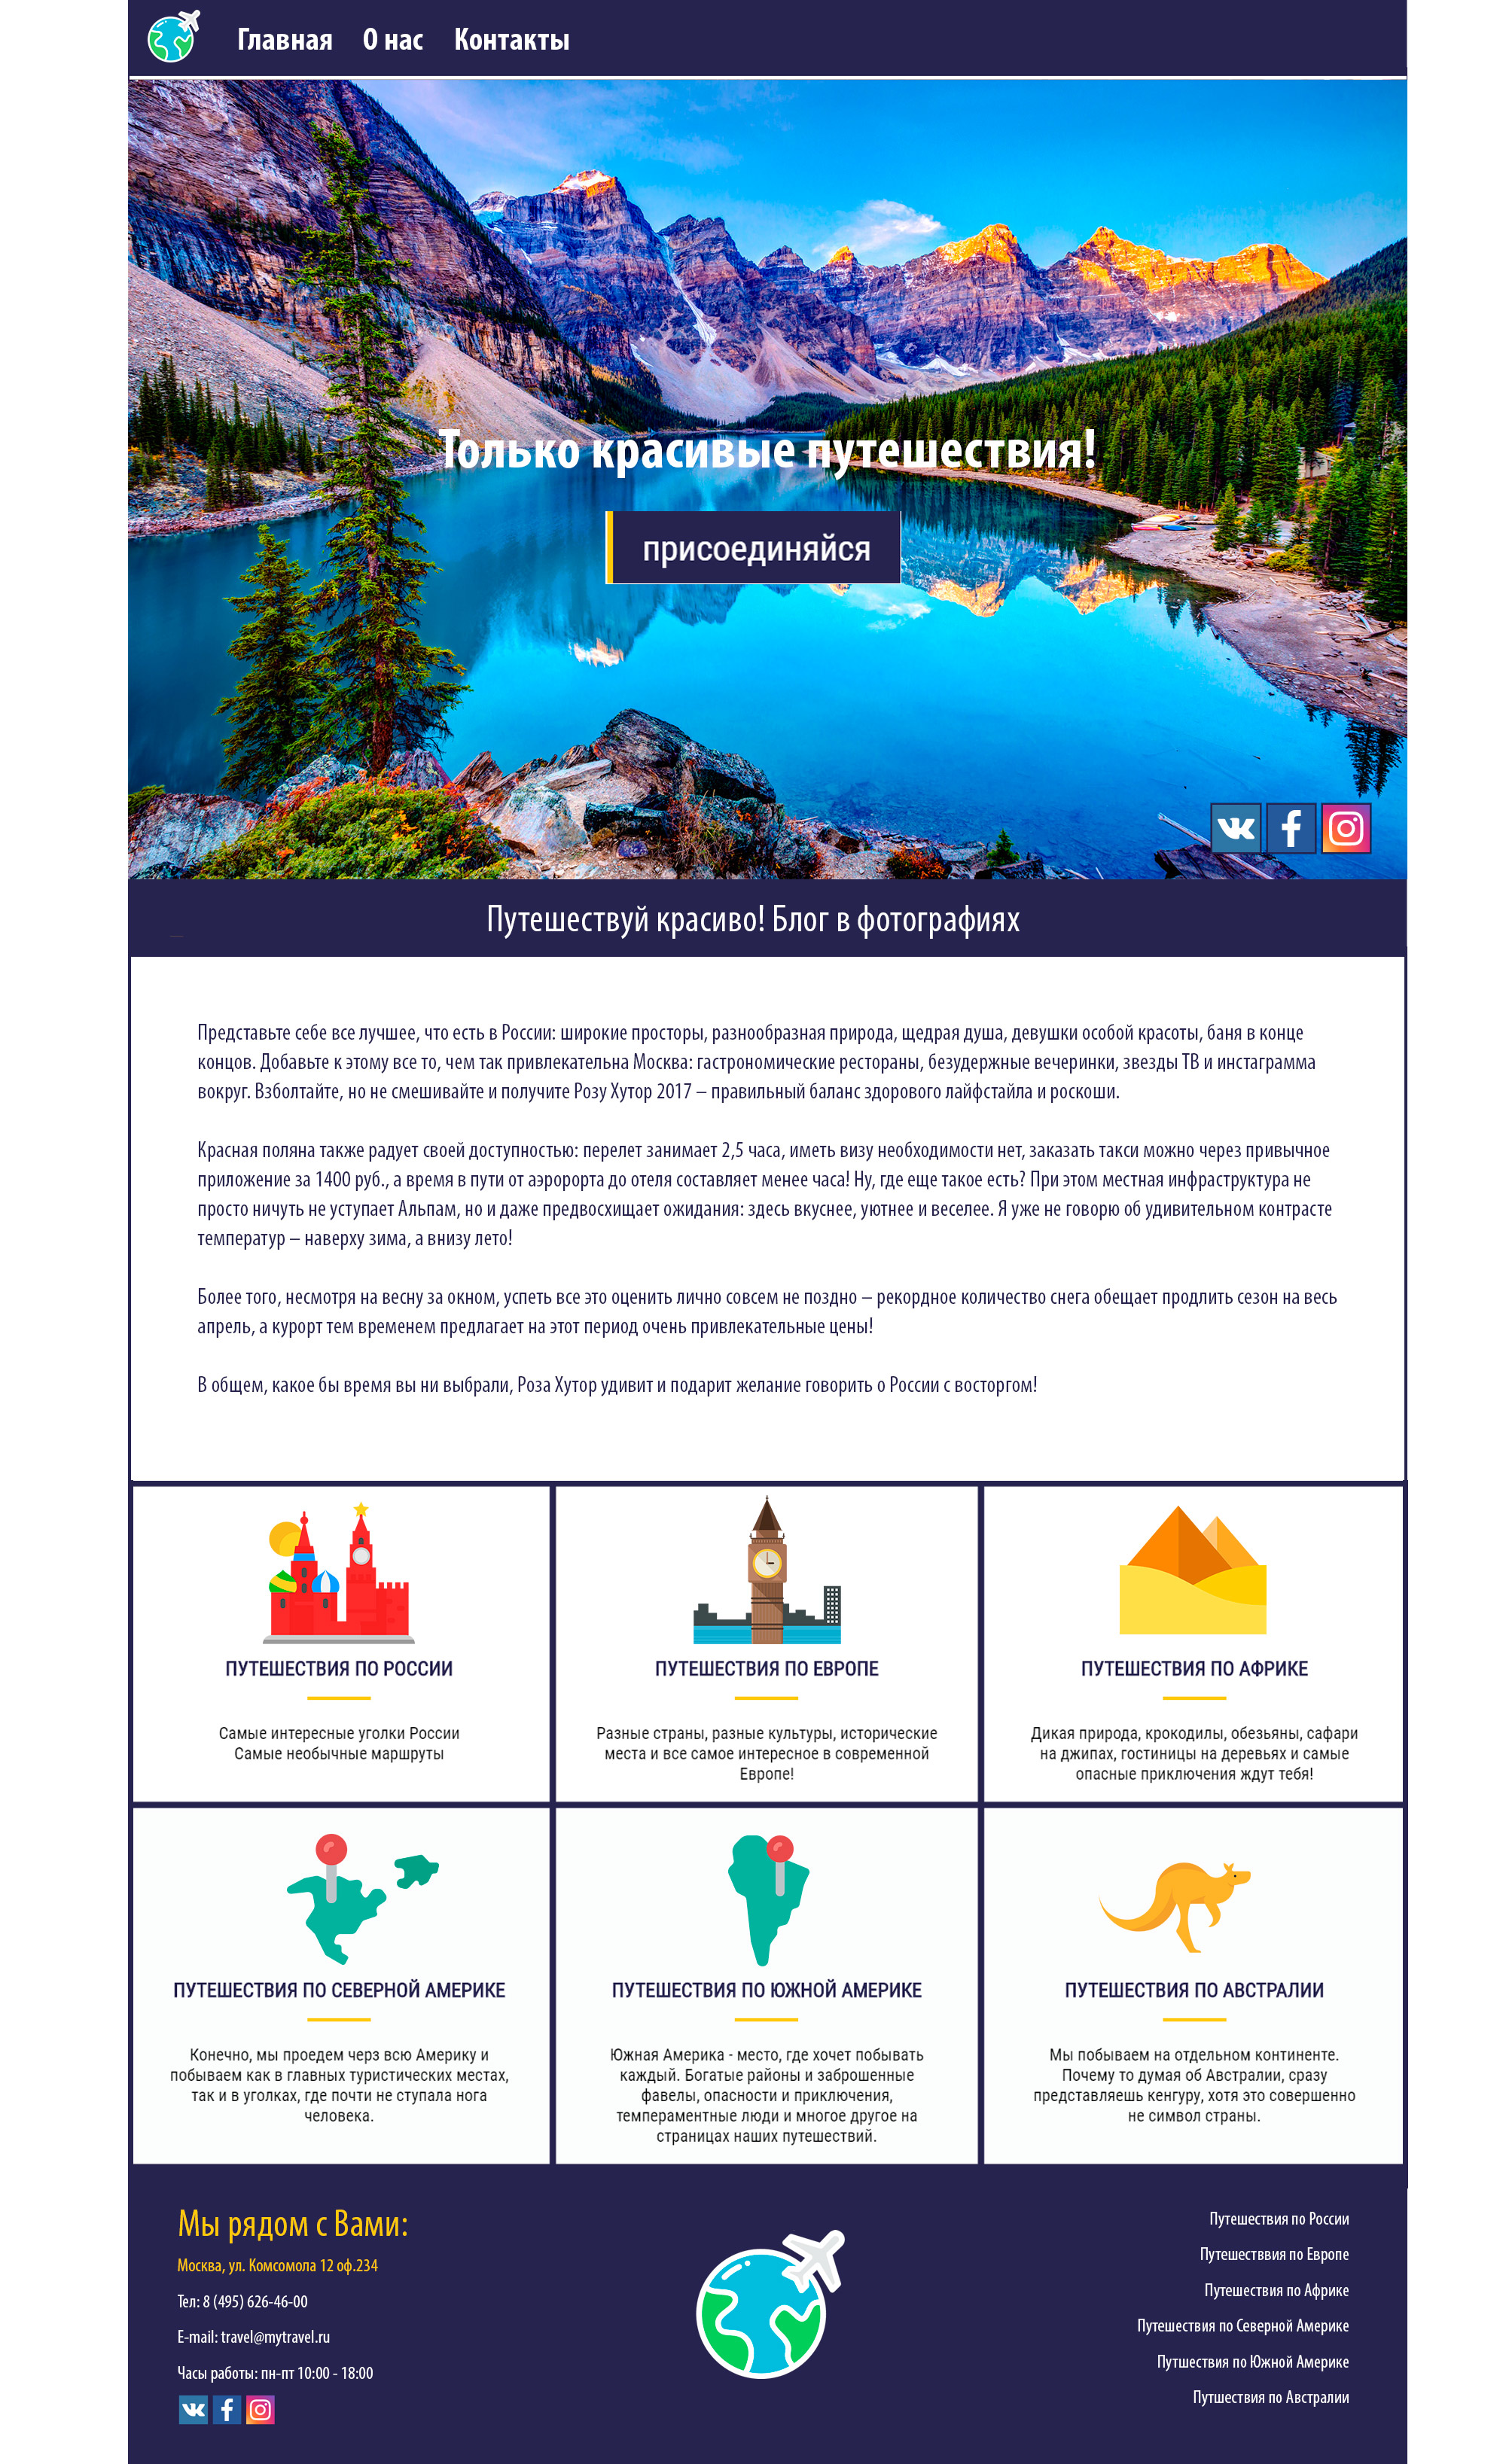 Главная О нас Контакты
Только красивые путешествия!
присоединяйся
Путешествуй красиво! Блог в фотографиях
Представьте себе все лучшее, что есть в России: широкие просторы, разнообразная природа, щедрая душа, девушки особой красоты, баня в конце
концов. Добавьте к этому все то, чем так привлекательна Москва: гастрономические рестораны, безудержные вечеринки, звезды ТВ и инстаграмма
вокруг. Взболтайте, но не смешивайте и получите Розу Хутор 2017 – правильный баланс здорового лайфстайла и роскоши.
Красная поляна также радует своей доступностью: перелет занимает 2,5 часа, иметь визу необходимости нет, заказать такси можно через привычное
приложение за 1400 руб., а время в пути от аэророрта до отеля составляет менее часа! Ну, где еще такое есть? При этом местная инфраструктура не
просто ничуть не уступает Альпам, но и даже предвосхищает ожидания: здесь вкуснее, уютнее и веселее. Я уже не говорю об удивительном контрасте
температур – наверху зима, а внизу лето!
Более того, несмотря на весну за окном, успеть все это оценить лично совсем не поздно – рекордное количество снега обещает продлить сезон на весь
апрель, а курорт тем временем предлагает на этот период очень привлекательные цены!
В общем, какое бы время вы ни выбрали, Роза Хутор удивит и подарит желание говорить о России с восторгом!
ПУТЕШЕСТВИЯ ПО РОССИИ
Самые интересные уголки России
Самые необычные маршруты
ПУТЕШЕСТВИЯ ПО ЕВРОПЕ
Разные страны, разные культуры, исторические
места и все самое интересное в современной
Европе!
ПУТЕШЕСТВИЯ ПО АФРИКЕ
Дикая природа, крокодилы, обезьяны, сафари
на джипах, гостиницы на деревьях и самые
опасные приключения ждут тебя!
ПУТЕШЕСТВИЯ ПО СЕВЕРНОЙ АМЕРИКЕ
Конечно, мы проедем черз всю Америку и
побываем как в главных туристических местах,
так и в уголках, где почти не ступала нога
человека.
ПУТЕШЕСТВИЯ ПО ЮЖНОЙ АМЕРИКЕ
Южная Америка - место, где хочет побывать
каждый. Богатые районы и заброшенные
фавелы, опасности и приключения,
темпераментные люди и многое другое на
страницах наших путешествий.
ПУТЕШЕСТВИЯ ПО АВСТРАЛИИ
Мы побываем на отдельном континенте.
Почему то думая об Австралии, сразу
представляешь кенгуру, хотя это совершенно
не символ страны.
Мы рядом с Вами:
Москва, ул. Комсомола 12 оф.234
Тел: 8 (495) 626-46-00
E-mail: travel@mytravel.ru
Часы работы: пн-пт 10:00 - 18:00
Путешествия по России
Путешестввия по Европе
Путешествия по Африке
Путешествия по Северной Америке
Путшествия по Южной Америке
Путшествия по Австралии